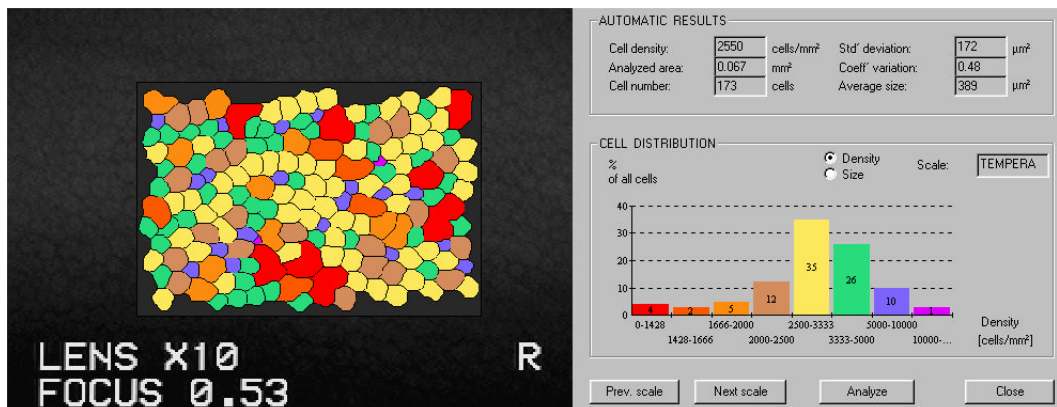 LENS X10 R
FOCUS 0.53
AUTOMATIC RESULTS
Cell density: 2550 cells/mm² Std´ deviation: 172 µm²
Analyzed area: 0.067 mm² Coeff´ variation: 0.48
Cell number: 173 cells Average size: 389 µm²
CELL DISTRIBUTION
% of all cells
Density
Size
Scale: TEMPERA
40
30
20
10
0
4 2 5 12 35 26 10 1
0-1428 1666-2000 2500-3333 5000-10000
1428-1666 2000-2500 3333-5000 10000-...
Density
[cells/mm²]
Prev. scale Next scale Analyze Close